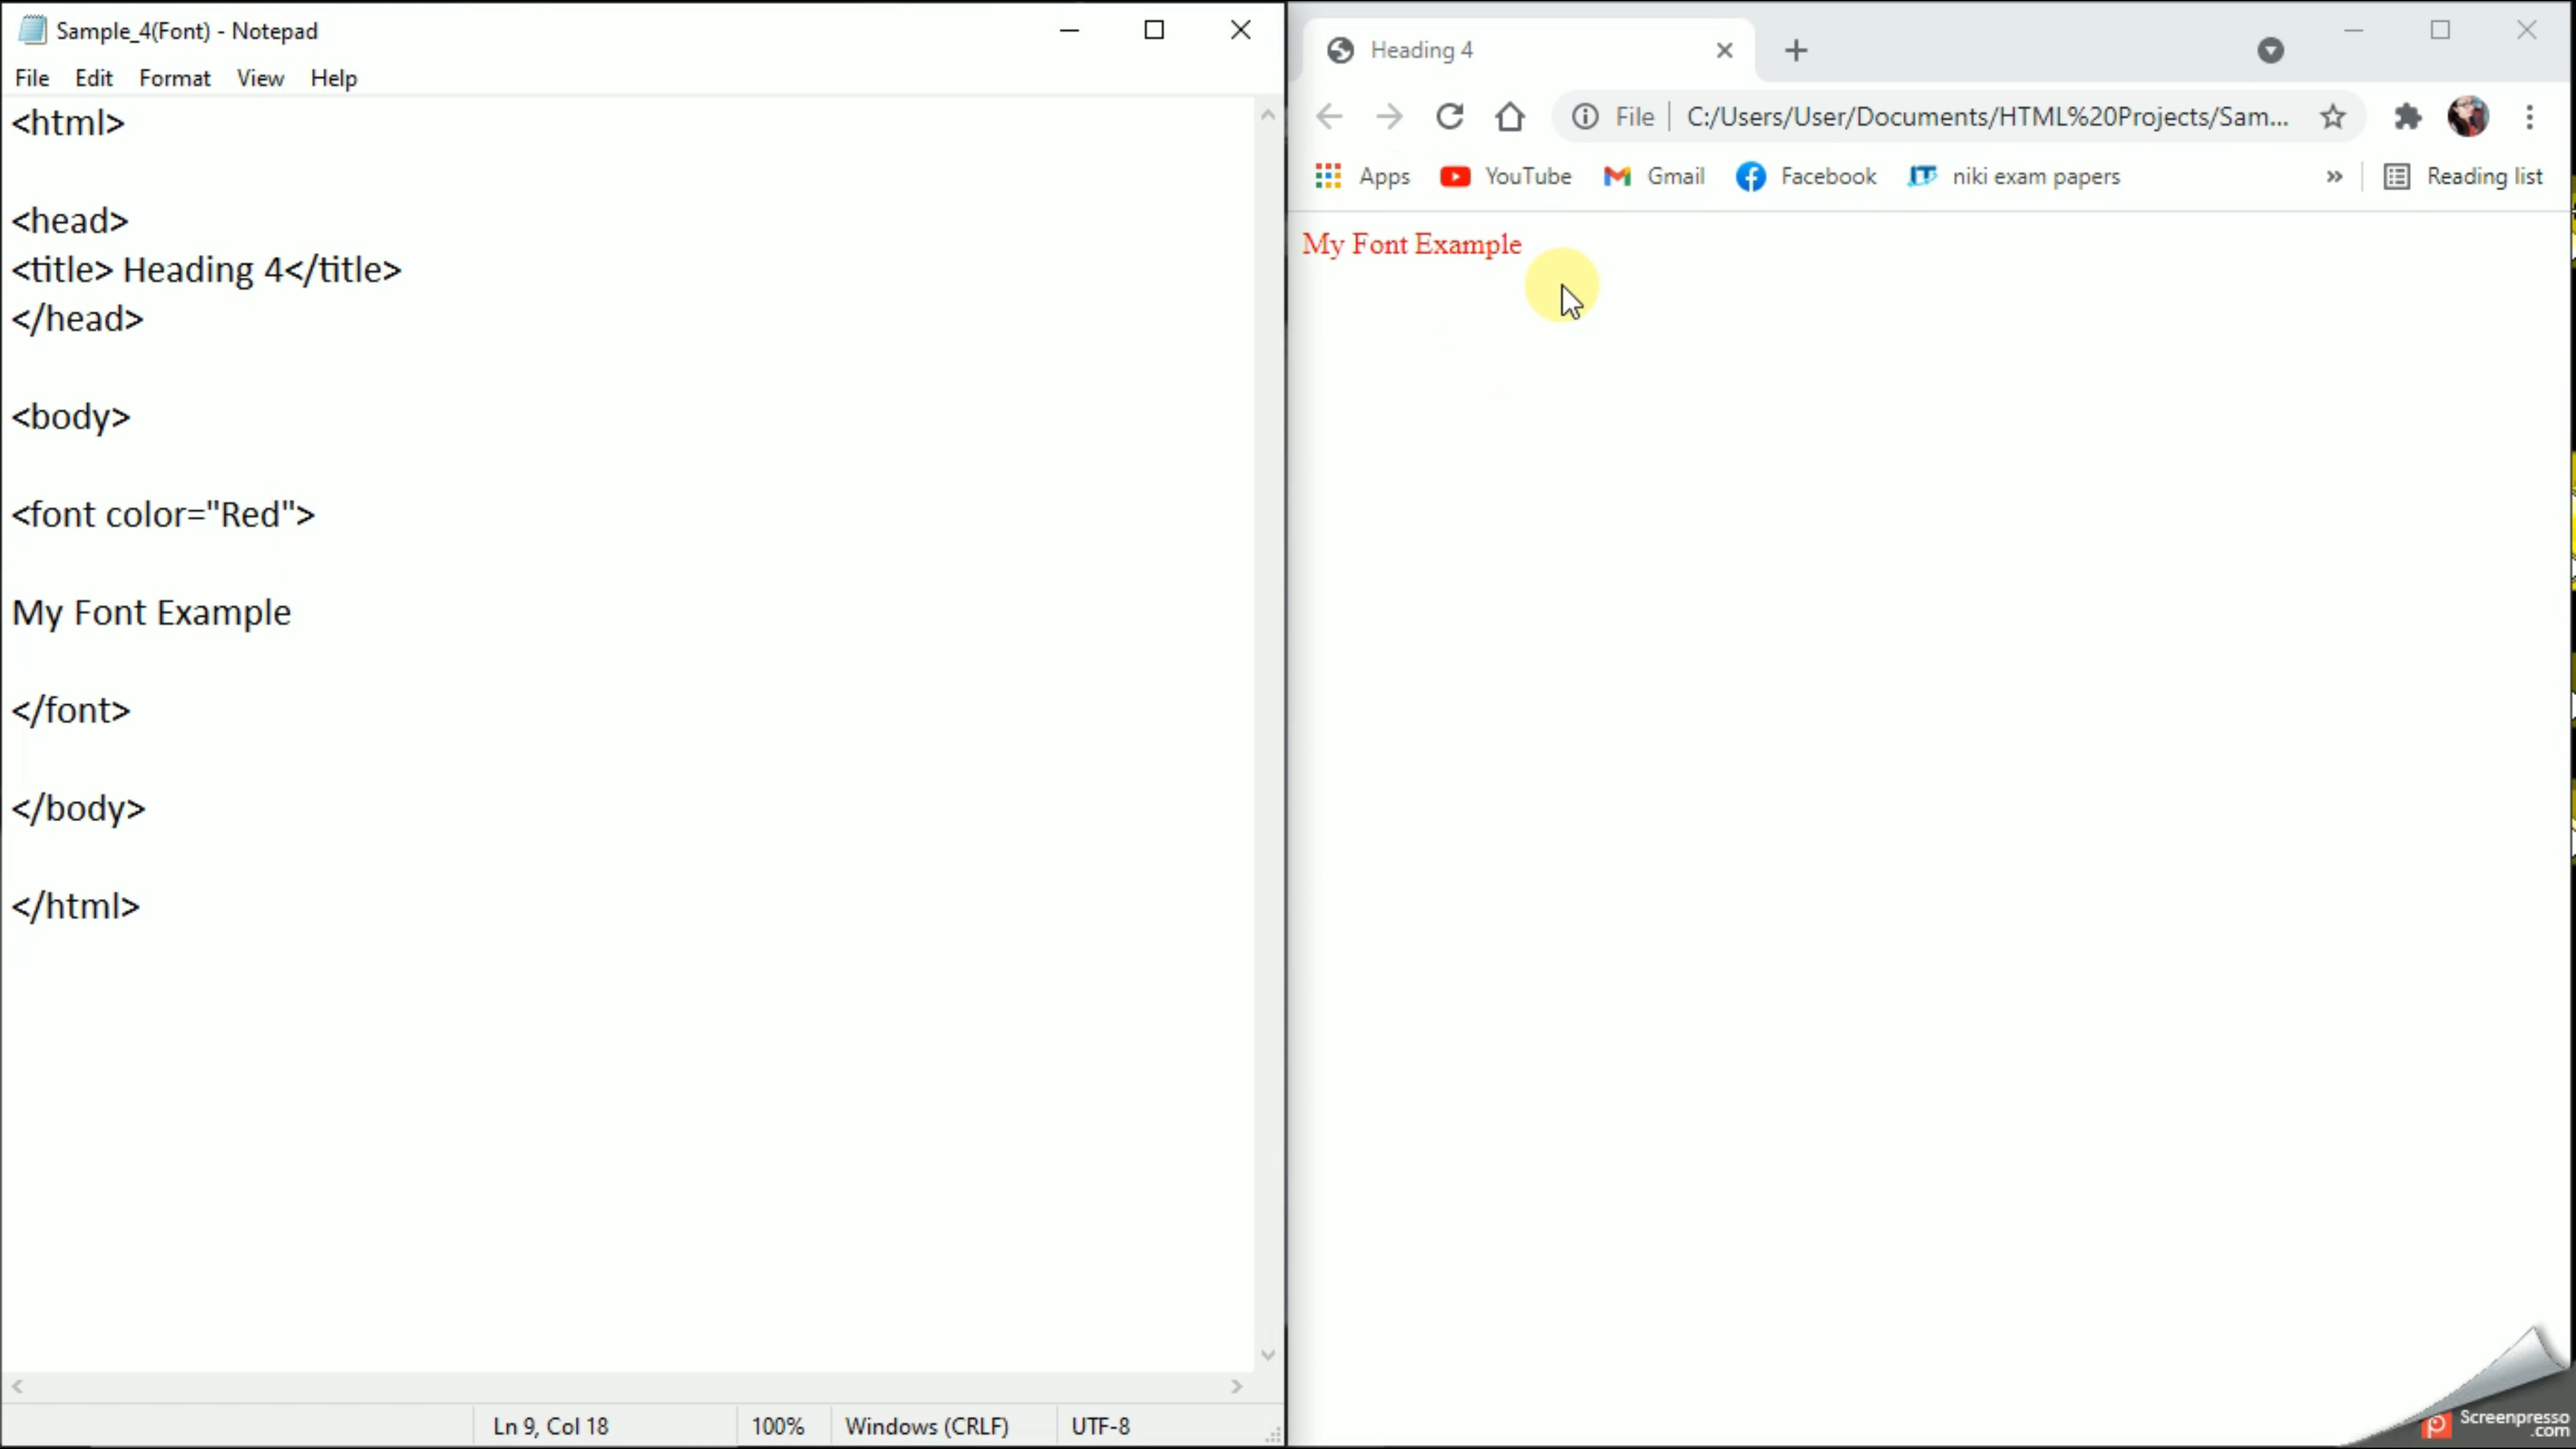 Sample_4(Font) - Notepad
File Edit Format View Help
<html>
<head>
<title> Heading 4</title>
</head>
<body>
<font color="Red">
My Font Example
</font>
</body>
</html>
Ln 9, Col 18 100% Windows (CRLF) UTF-8
Heading 4
File C:/Users/User/Documents/HTML%20Projects/Sam...
Apps YouTube Gmail Facebook niki exam papers » Reading list
My Font Example
Screenpresso
.com